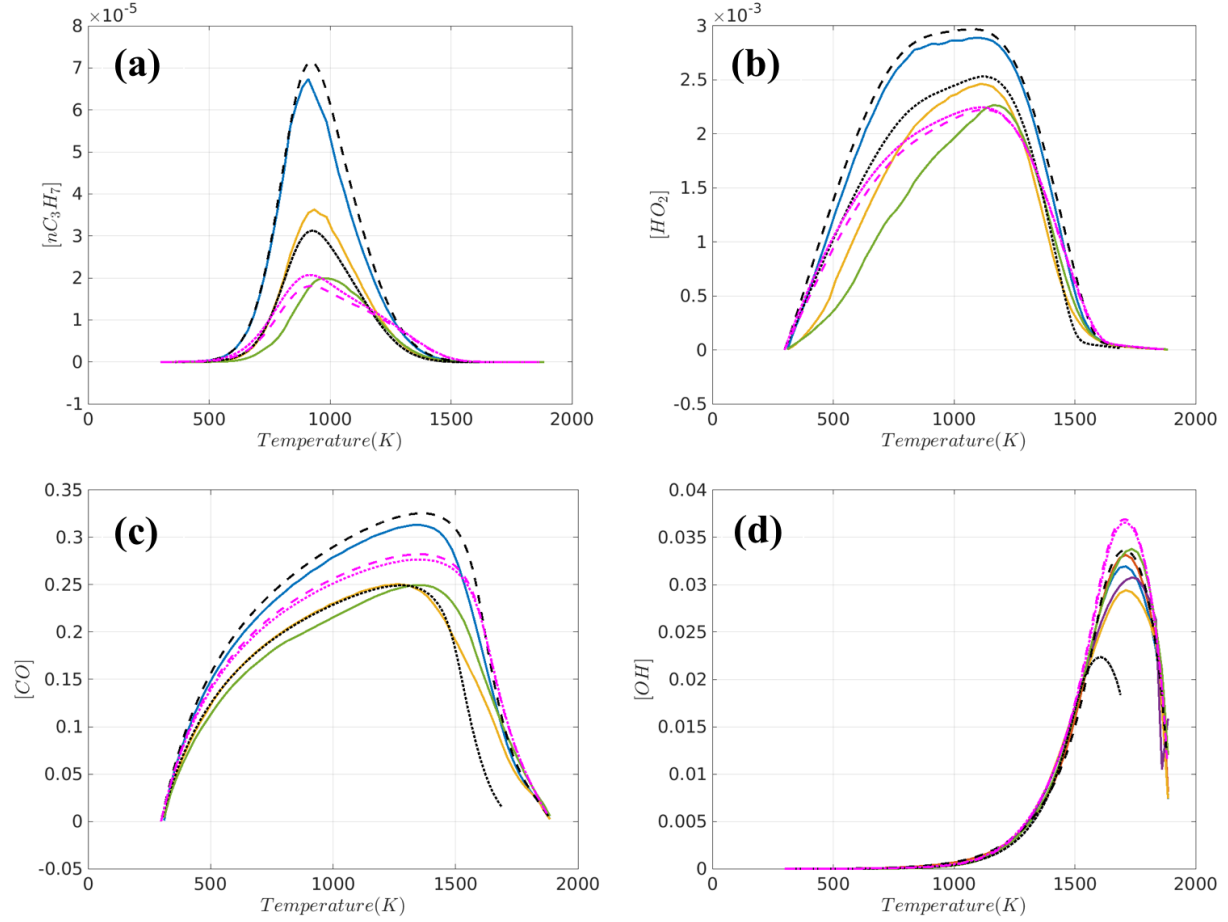 ×10⁻⁵
(a)
8
7
6
5
4
3
2
1
0
-1
[nC₃H₇]
0 500 1000 1500 2000
Temperature(K)
×10⁻³
(b)
3
2.5
2
1.5
1
0.5
0
-0.5
[HO₂]
0 500 1000 1500 2000
Temperature(K)
(c)
0.35
0.3
0.25
0.2
0.15
0.1
0.05
0
-0.05
[CO]
0 500 1000 1500 2000
Temperature(K)
(d)
0.04
0.035
0.03
0.025
0.02
0.015
0.01
0.005
0
[OH]
0 500 1000 1500 2000
Temperature(K)